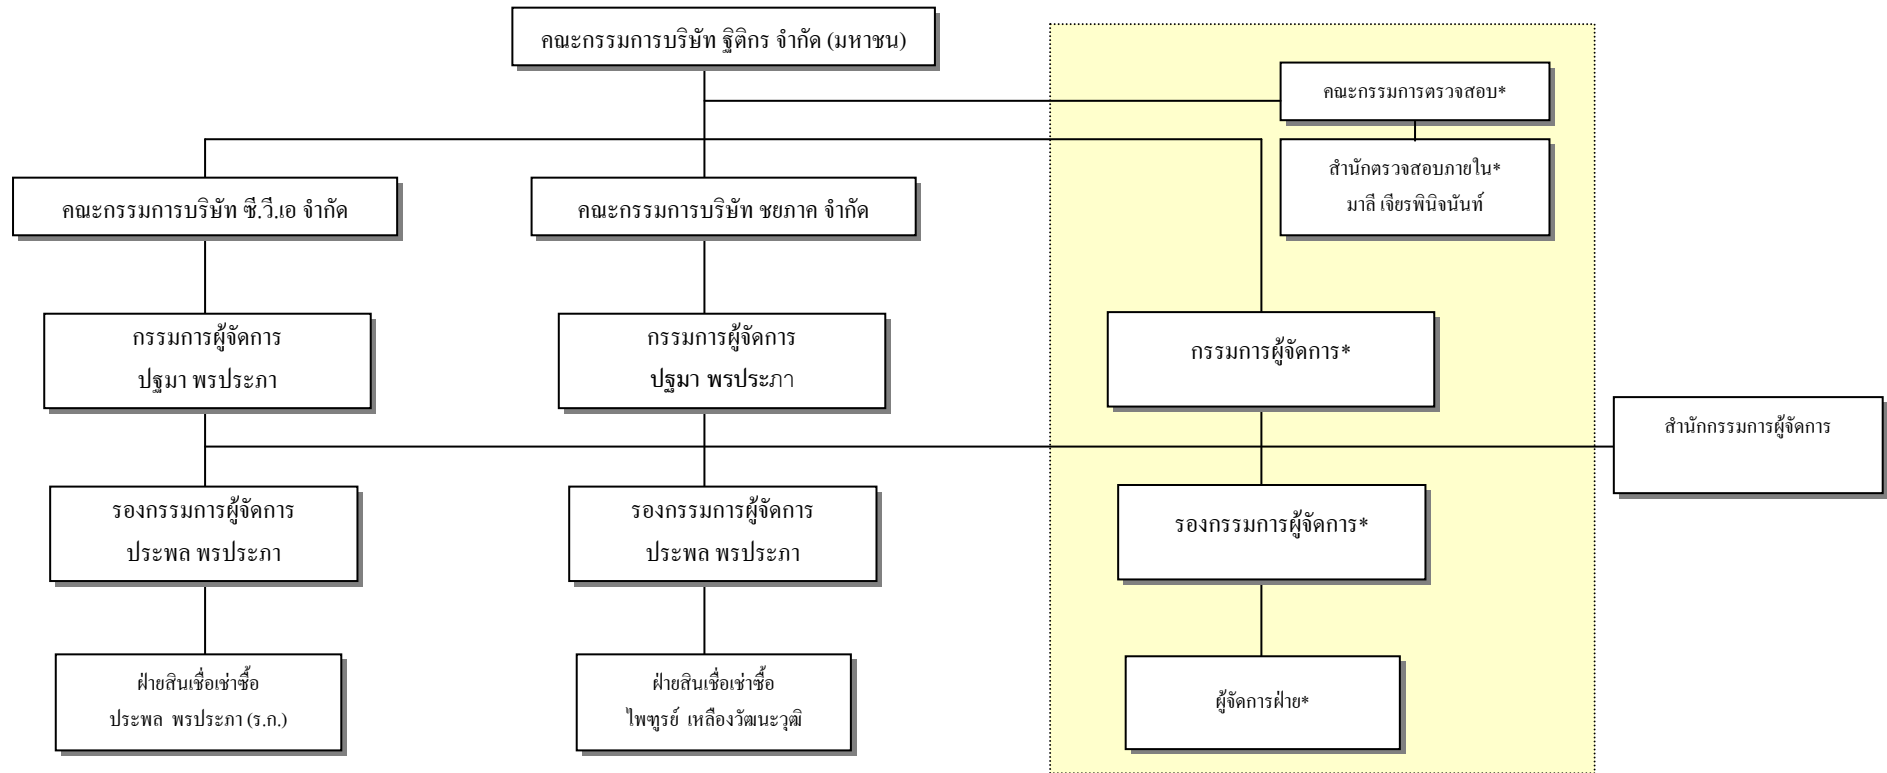 คณะกรรมการบริษัท ฐิติกร จำกัด (มหาชน)
คณะกรรมการตรวจสอบ*
สำนักตรวจสอบภายใน*
มาลี เจียรพินิจนันท์
คณะกรรมการบริษัท ซี.วี.เอ จำกัด
คณะกรรมการบริษัท ชยภาค จำกัด
กรรมการผู้จัดการ
ปฐมา พรประภา
กรรมการผู้จัดการ
ปฐมา พรประภา
กรรมการผู้จัดการ*
สำนักกรรมการผู้จัดการ
รองกรรมการผู้จัดการ
ประพล พรประภา
รองกรรมการผู้จัดการ
ประพล พรประภา
รองกรรมการผู้จัดการ*
ฝ่ายสินเชื่อเช่าซื้อ
ประพล พรประภา (ร.ก.)
ฝ่ายสินเชื่อเช่าซื้อ
ไพฑูรย์ เหลืองวัฒนะวุฒิ
ผู้จัดการฝ่าย*